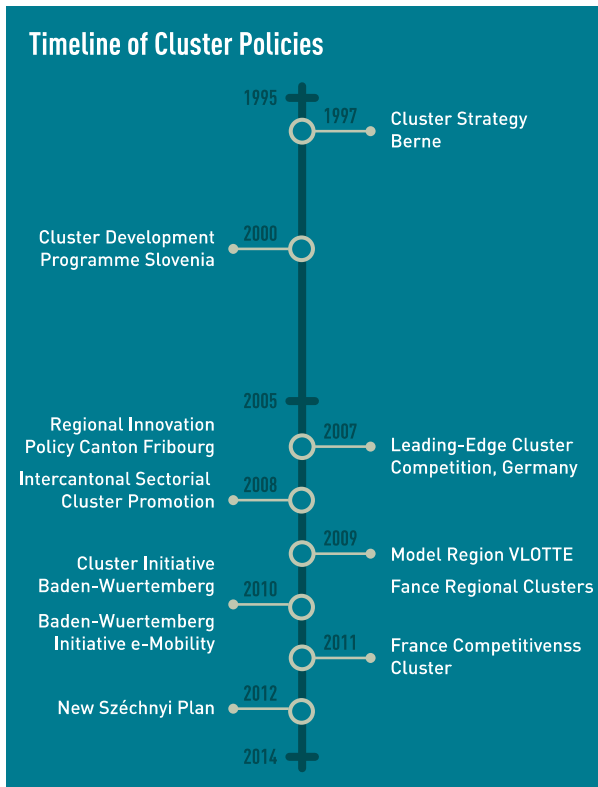 Timeline of Cluster Policies
1995
1997
Cluster Strategy
Berne
2000
Cluster Development
Programme Slovenia
2005
Regional Innovation
Policy Canton Fribourg
2007
Leading-Edge Cluster
Competition, Germany
Intercantonal Sectorial
Cluster Promotion
2008
2009
Model Region VLOTTE
Fance Regional Clusters
Cluster Initiative
Baden-Wuertemberg
2010
Baden-Wuertemberg
Initiative e-Mobility
2011
France Competitivenss
Cluster
2012
New Széchnyi Plan
2014